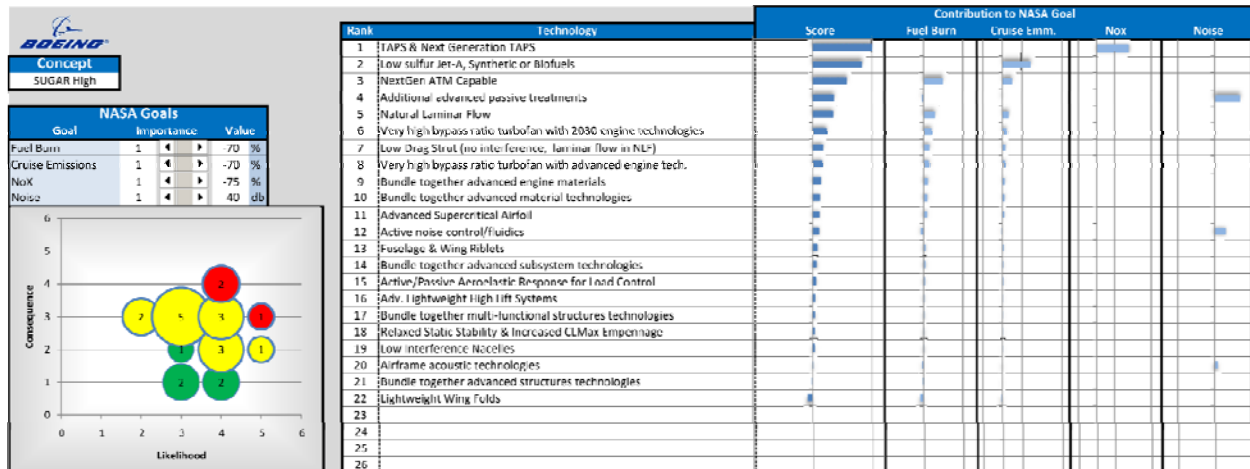 BOEING
Concept
SUGAR High
NASA Goals
Goal Importance Value
Fuel Burn 1 -70 %
Cruise Emissions 1 -70 %
NoX 1 -75 %
Noise 1 40 db
6
5
4
3
2
1
0
Consequence
2
2 5 3 1
1 3 1
2 2
0 1 2 3 4 5 6
Likelihood
Contribution to NASA Goal
Rank Technology Score Fuel Burn Cruise Emm. Nox Noise
1 TAPS & Next Generation TAPS
2 Low sulfur Jet-A, Synthetic or Biofuels
3 NextGen ATM Capable
4 Additional advanced passive treatments
5 Natural Laminar Flow
6 Very high bypass ratio turbofan with 2030 engine technologies
7 Low Drag Strut (no interference, laminar flow in NLF)
8 Very high bypass ratio turbofan with advanced engine tech.
9 Bundle together advanced engine materials
10 Bundle together advanced material technologies
11 Advanced Supercritical Airfoil
12 Active noise control/fluidics
13 Fuselage & Wing Riblets
14 Bundle together advanced subsystem technologies
15 Active/Passive Aeroelastic Response for Load Control
16 Adv. Lightweight High Lift Systems
17 Bundle together multi-functional structures technologies
18 Relaxed Static Stability & Increased CLMax Empennage
19 Low Interference Nacelles
20 Airframe acoustic technologies
21 Bundle together advanced structures technologies
22 Lightweight Wing Folds
23
24
25
26